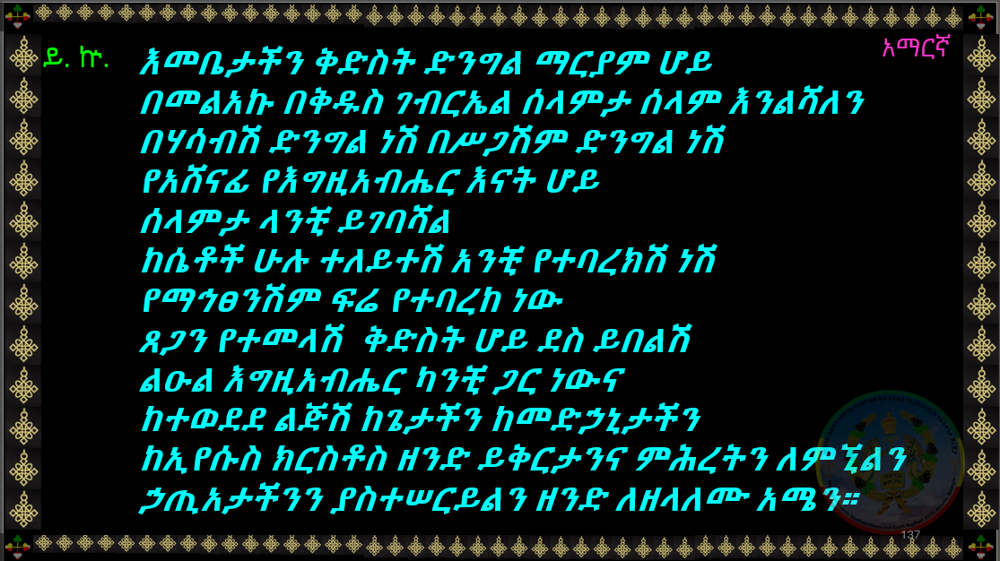 አማርኛ
ይ. ኵ. እመቤታችን ቅድስት ድንግል ማርያም ሆይ
በመልአኩ በቅዱስ ገብርኤል ሰላምታ ሰላም እንልሻለን
በሃሳብሽ ድንግል ነሽ በሥጋሽም ድንግል ነሽ
የአሸናፊ የእግዚአብሔር እናት ሆይ
ሰላምታ ላንቺ ይገባሻል
ከሴቶች ሁሉ ተለይተሽ አንቺ የተባረክሽ ነሽ
የማኅፀንሽም ፍሬ የተባረከ ነው
ጸጋን የተመላሽ ቅድስት ሆይ ደስ ይበልሽ
ልዑል እግዚአብሔር ካንቺ ጋር ነውና
ከተወደደ ልጅሽ ከጌታችን ከመድኃኒታችን
ከኢየሱስ ክርስቶስ ዘንድ ይቅርታንና ምሕረትን ለምኚልን
ኃጢአታችንን ያስተሠርይልን ዘንድ ለዘላለሙ አሜን።
137